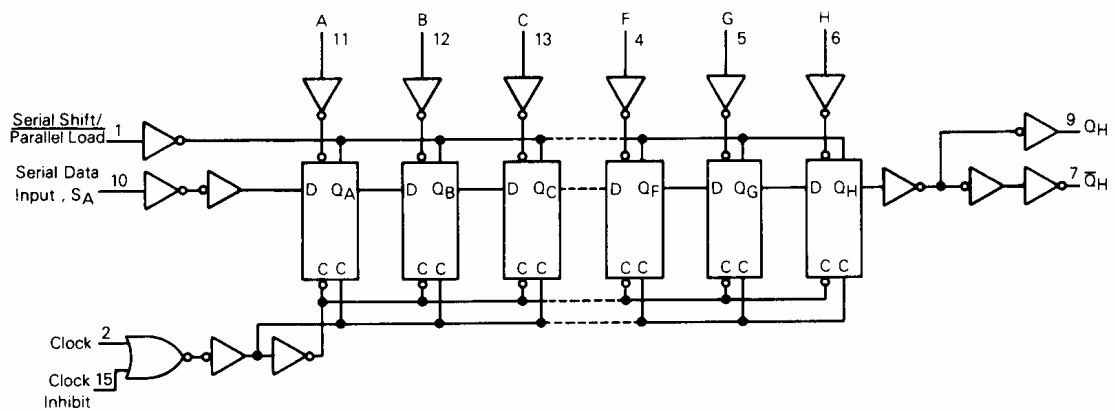 A B C F G H
11 12 13 4 5 6
Serial Shift/
Parallel Load 1
9 QH
Serial Data
Input , SA 10
D QA D QB D QC D QF D QG D QH
7 Q̅H
C C C C C C C C C C C C
Clock 2
Clock 15
Inhibit